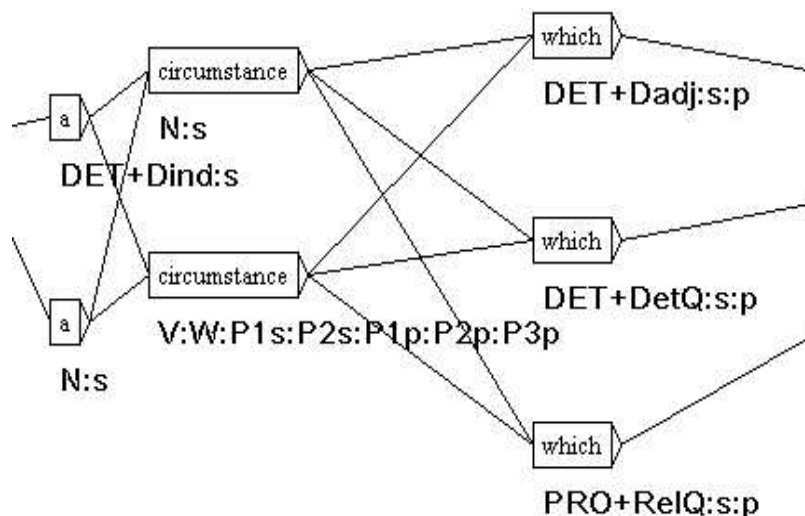 which
circumstance
DET+Dadj:s:p
a
N:s
DET+Dind:s
which
circumstance
DET+DetQ:s:p
a
V:W:P1s:P2s:P1p:P2p:P3p
N:s
which
PRO+RelQ:s:p